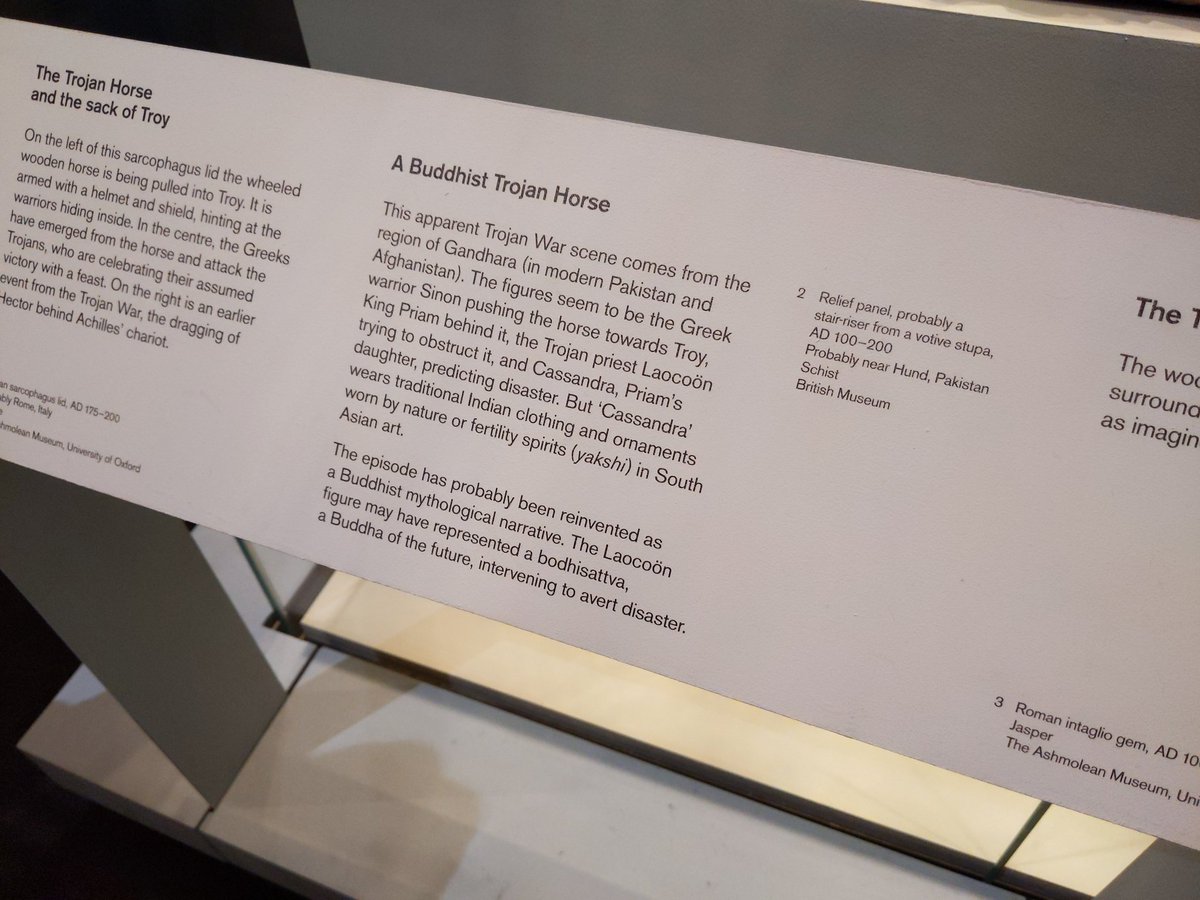 The Trojan Horse
and the sack of Troy
On the left of this sarcophagus lid the wheeled
wooden horse is being pulled into Troy. It is
armed with a helmet and shield, hinting at the
warriors hiding inside. In the centre, the Greeks
have emerged from the horse and attack the
Trojans, who are celebrating their assumed
victory with a feast. On the right is an earlier
event from the Trojan War, the dragging of
Hector behind Achilles' chariot.
sarcophagus lid, AD 175–200
Rome, Italy
Museum, University of Oxford
A Buddhist Trojan Horse
This apparent Trojan War scene comes from the
region of Gandhara (in modern Pakistan and
Afghanistan). The figures seem to be the Greek
warrior Sinon pushing the horse towards Troy,
King Priam behind it, the Trojan priest Laocoön
trying to obstruct it, and Cassandra, Priam's
daughter, predicting disaster. But 'Cassandra'
wears traditional Indian clothing and ornaments
worn by nature or fertility spirits (yakshi) in South
Asian art.
The episode has probably been reinvented as
a Buddhist mythological narrative. The Laocoön
figure may have represented a bodhisattva,
a Buddha of the future, intervening to avert disaster.
2 Relief panel, probably a
stair-riser from a votive stupa,
AD 100–200
Probably near Hund, Pakistan
Schist
British Museum
The
The
surround
as
3 Roman intaglio gem, AD
Jasper
The Ashmolean Museum,